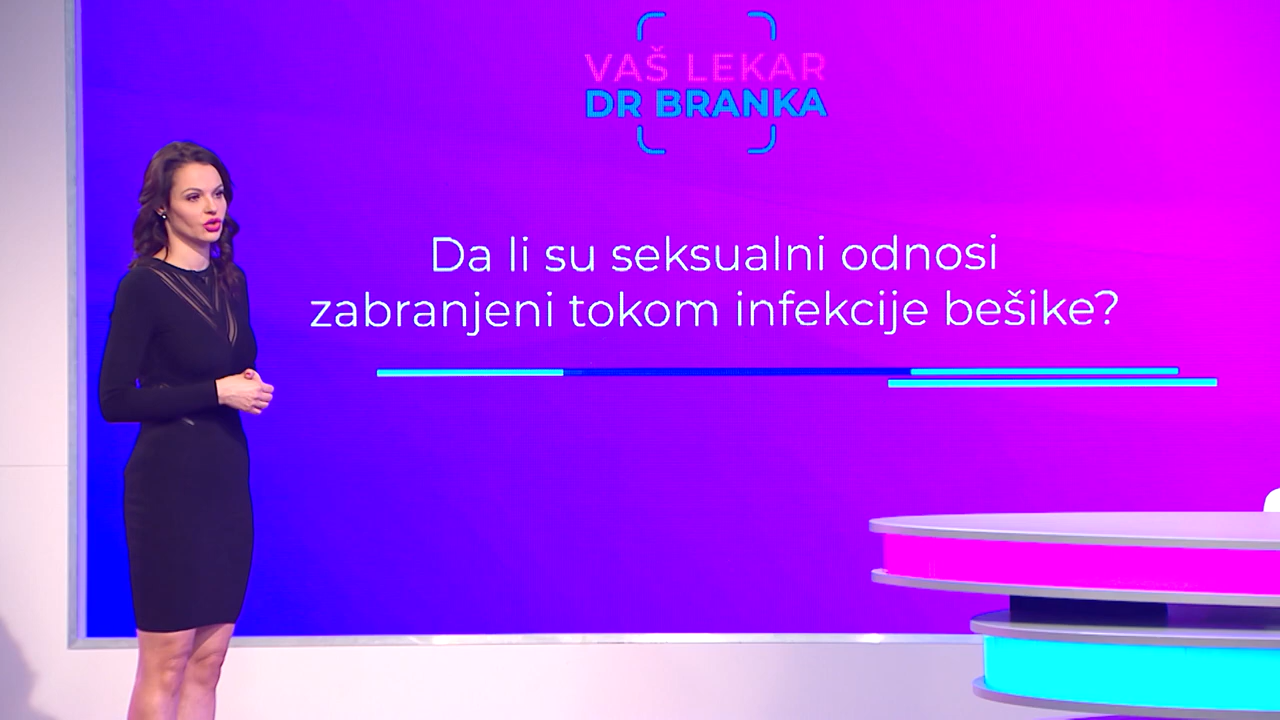 VAŠ LEKAR
DR BRANKA
Da li su seksualni odnosi
zabranjeni tokom infekcije bešike?